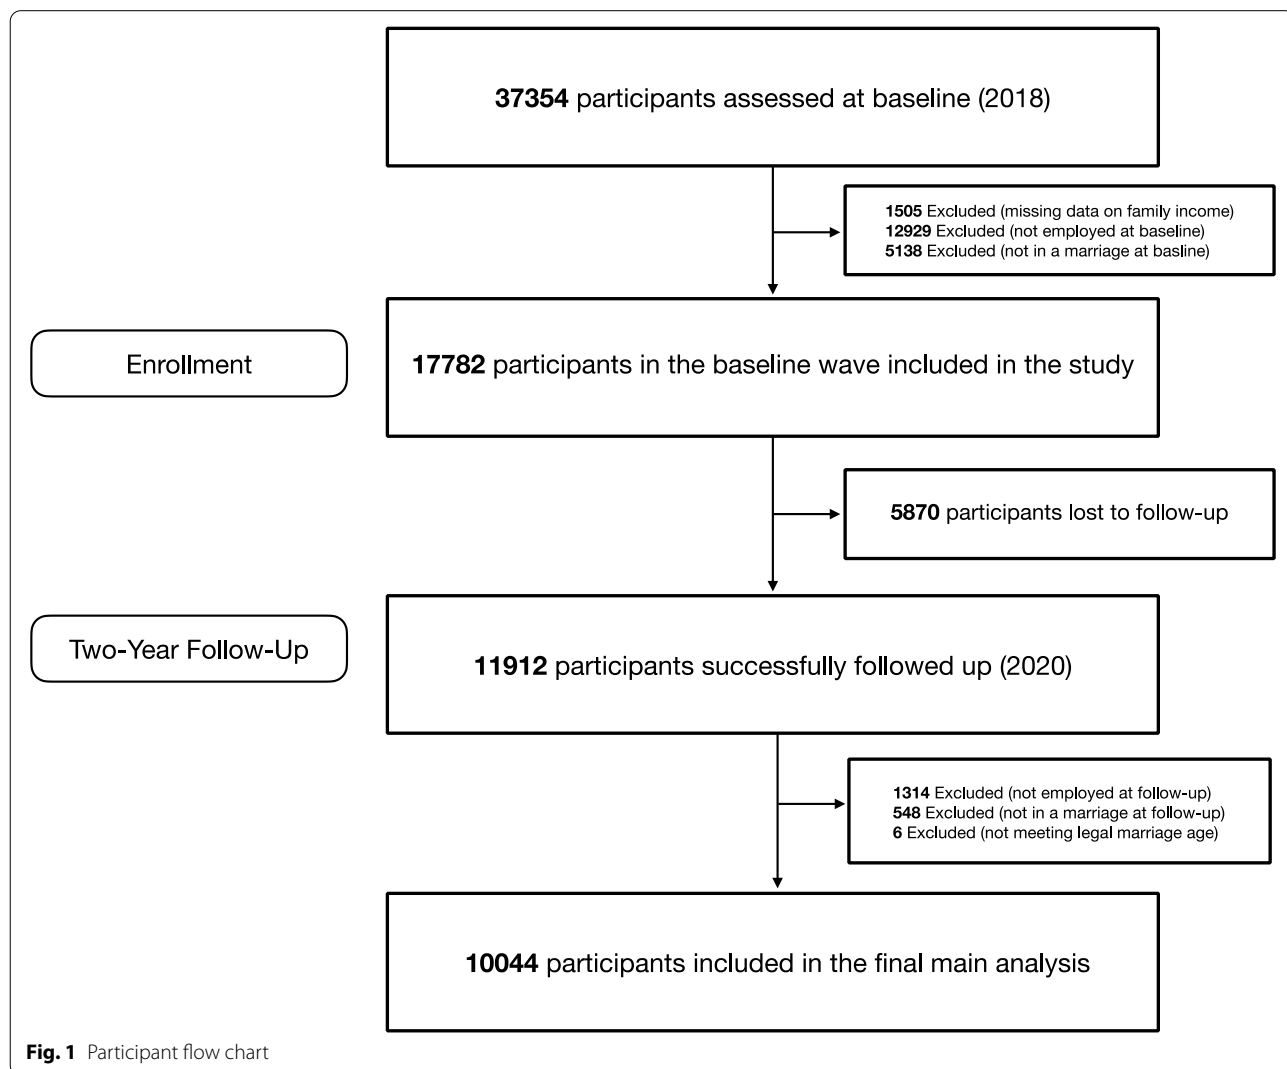 37354 participants assessed at baseline (2018)
1505 Excluded (missing data on family income)
12929 Excluded (not employed at baseline)
5138 Excluded (not in a marriage at basline)
Enrollment
17782 participants in the baseline wave included in the study
5870 participants lost to follow-up
Two-Year Follow-Up
11912 participants successfully followed up (2020)
1314 Excluded (not employed at follow-up)
548 Excluded (not in a marriage at follow-up)
6 Excluded (not meeting legal marriage age)
10044 participants included in the final main analysis
Fig. 1 Participant flow chart